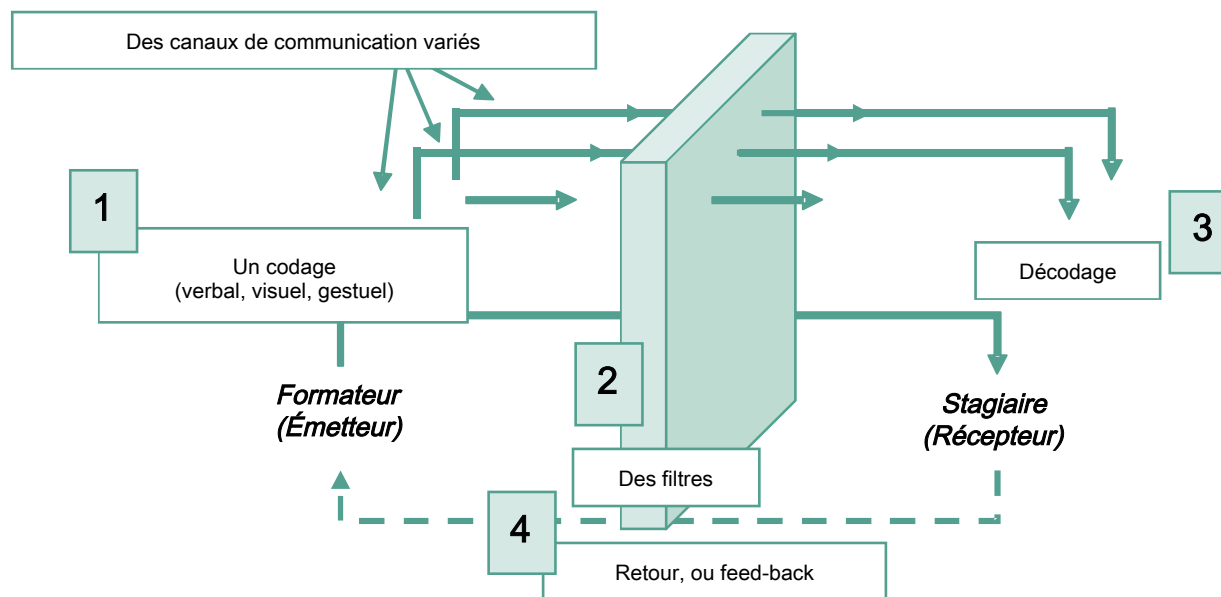 Des canaux de communication variés
1
Un codage
(verbal, visuel, gestuel)
3
Décodage
2
Des filtres
Formateur
(Émetteur)
Stagiaire
(Récepteur)
4
Retour, ou feed-back